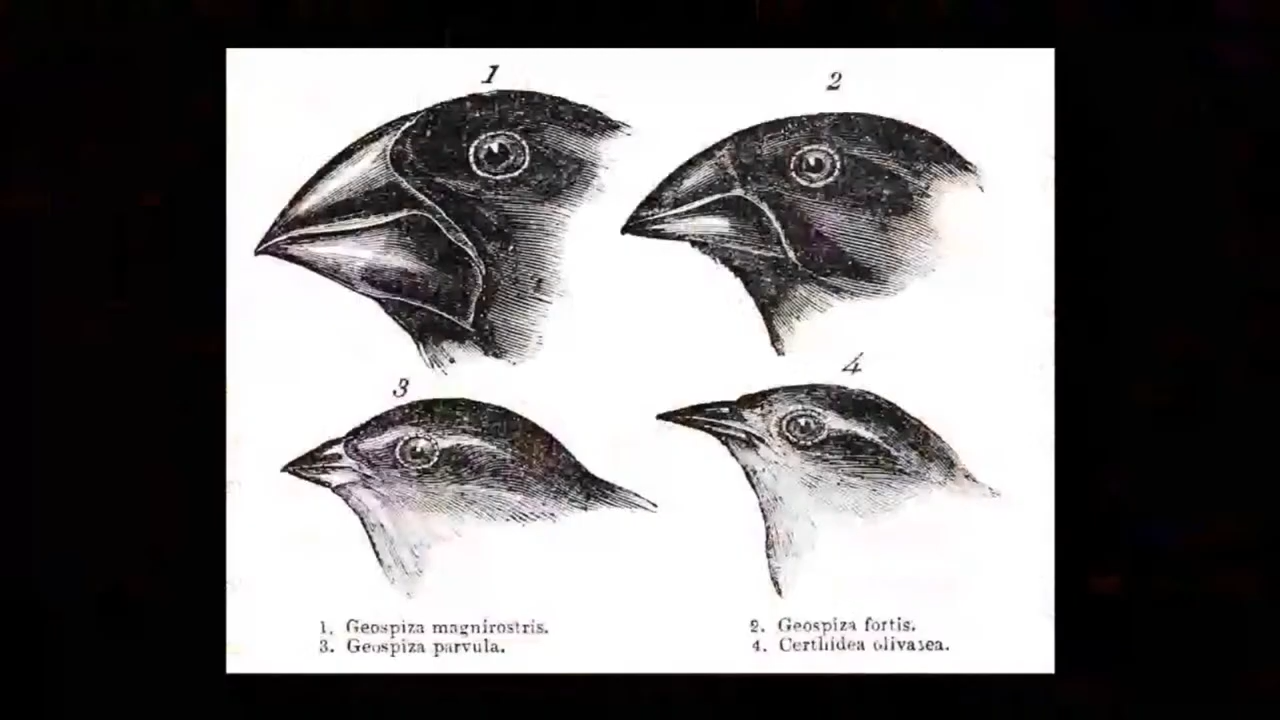 1
2
3
4
1. Geospiza magnirostris.
2. Geospiza fortis.
3. Geospiza parvula.
4. Certhidea olivasea.